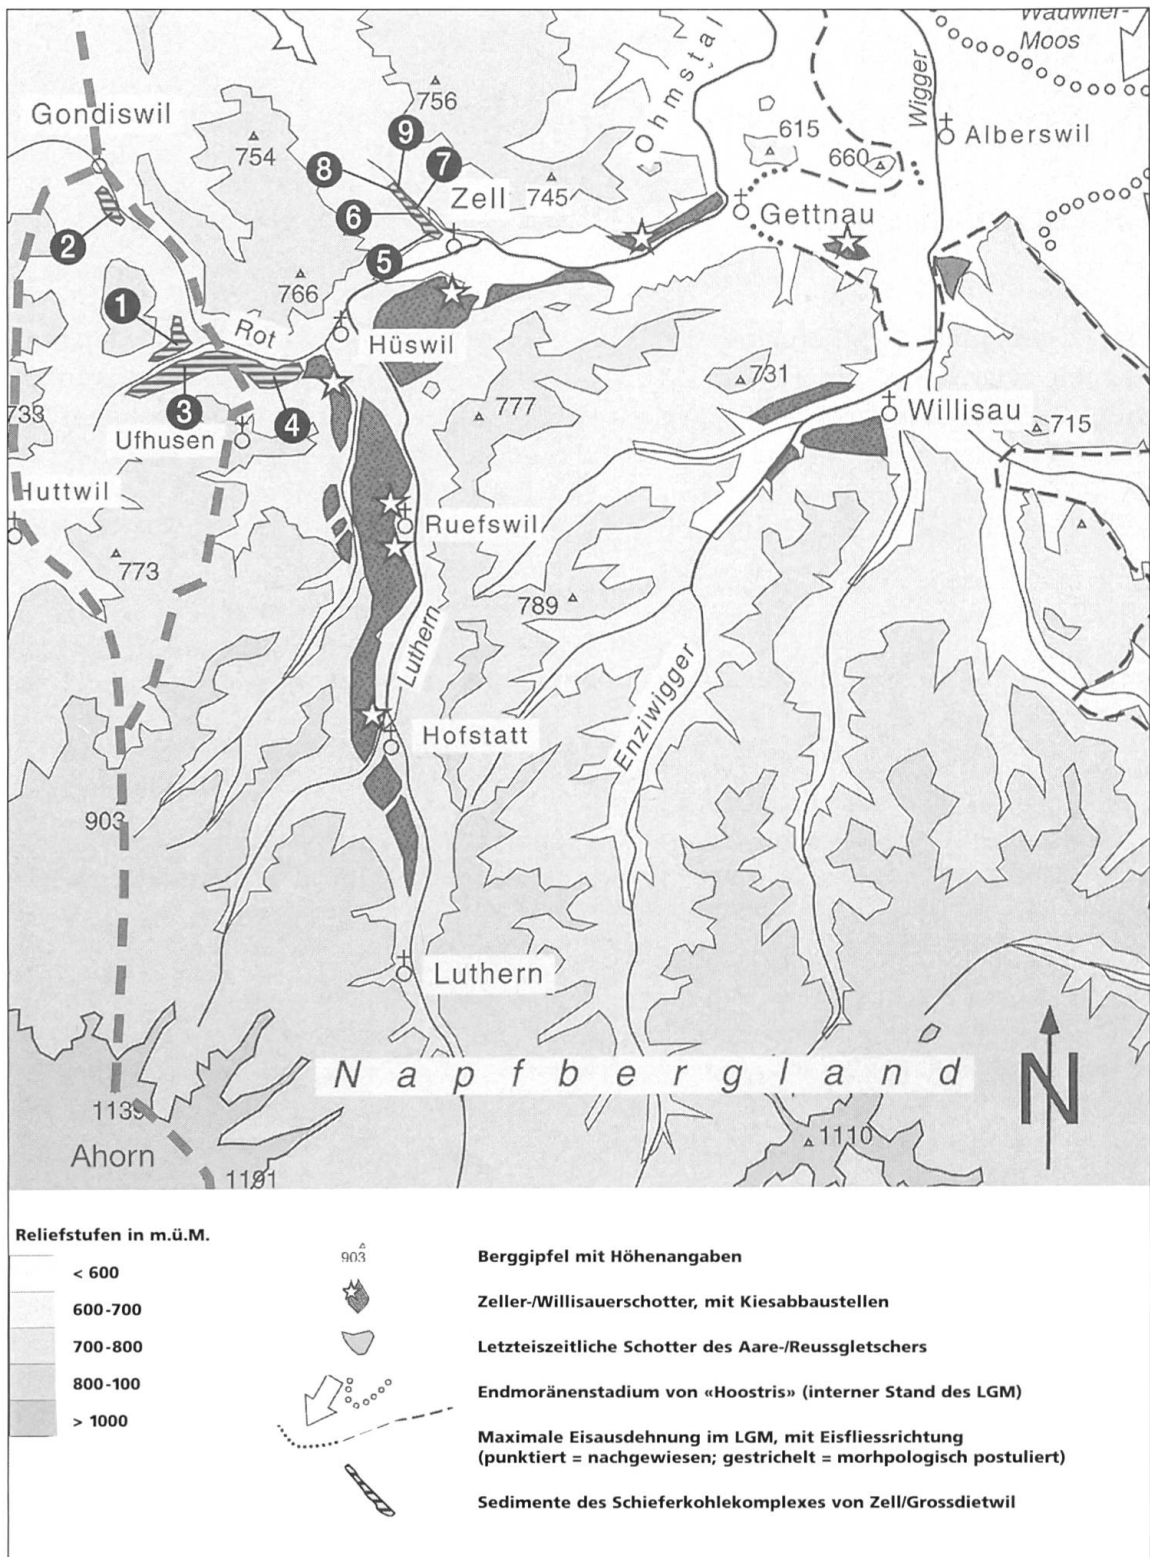 Wauwiler-
Moos
Ohmstal
756
Gondiswil
Wigger
9
754
8
7
615
660
Alberswil
Zell
745
6
Gettnau
2
5
766
1
Rot
Hüswil
731
733
3
4
777
Willisau
715
Ufhusen
Huttwil
Ruefswil
773
789
Luthern
Enziwigger
Hofstatt
903
Luthern
Napfbergland
N
1139
1110
Ahorn
1191
Reliefstufen in m.ü.M.
< 600
600-700
700-800
800-100
> 1000
903
Berggipfel mit Höhenangaben
Zeller-/Willisauerschotter, mit Kiesabbaustellen
Letzteiszeitliche Schotter des Aare-/Reussgletschers
Endmoränenstadium von «Hoostris» (interner Stand des LGM)
Maximale Eisausdehnung im LGM, mit Eisfliessrichtung
(punktiert = nachgewiesen; gestrichelt = morhpologisch postuliert)
Sedimente des Schieferkohlekomplexes von Zell/Grossdietwil